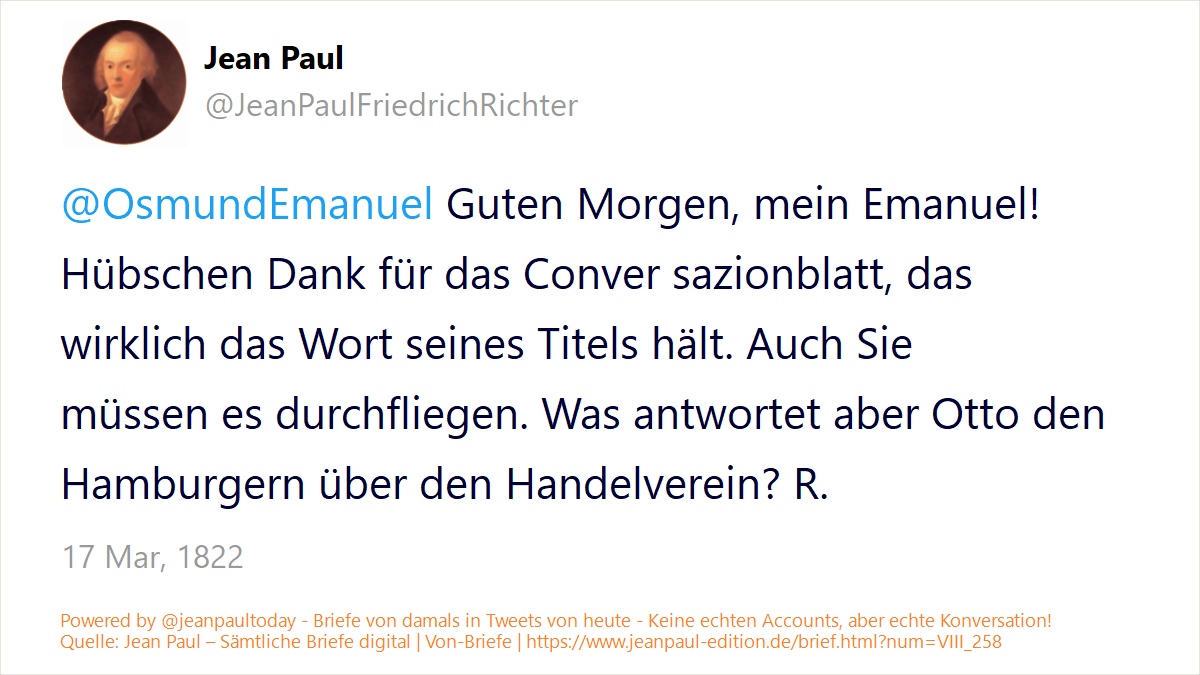 Jean Paul
@JeanPaulFriedrichRichter
@OsmundEmanuel Guten Morgen, mein Emanuel!
Hübschen Dank für das Conver sazionblatt, das
wirklich das Wort seines Titels hält. Auch Sie
müssen es durchfliegen. Was antwortet aber Otto den
Hamburgern über den Handelverein? R.
17 Mar, 1822
Powered by @jeanpaultoday - Briefe von damals in Tweets von heute - Keine echten Accounts, aber echte Konversation!
Quelle: Jean Paul – Sämtliche Briefe digital | Von-Briefe | https://www.jeanpaul-edition.de/brief.html?num=VIII_258